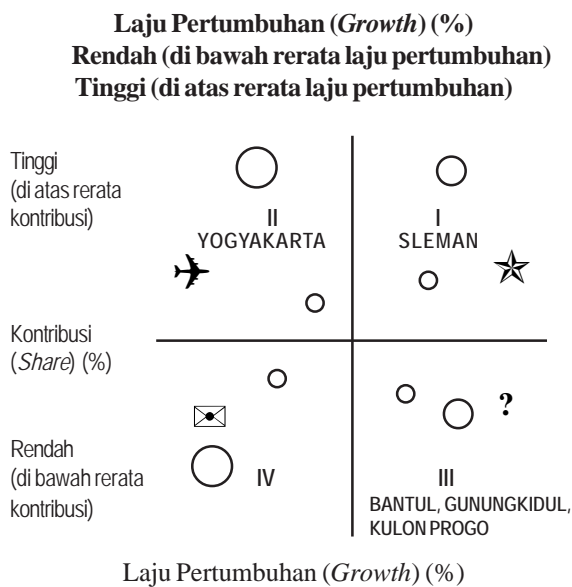 Laju Pertumbuhan (Growth) (%)
Rendah (di bawah rerata laju pertumbuhan)
Tinggi (di atas rerata laju pertumbuhan)
Tinggi
(di atas rerata
kontribusi)
II
YOGYAKARTA
I
SLEMAN
Kontribusi
(Share) (%)
?
Rendah
(di bawah rerata
kontribusi)
IV
III
BANTUL, GUNUNGKIDUL,
KULON PROGO
Laju Pertumbuhan (Growth) (%)